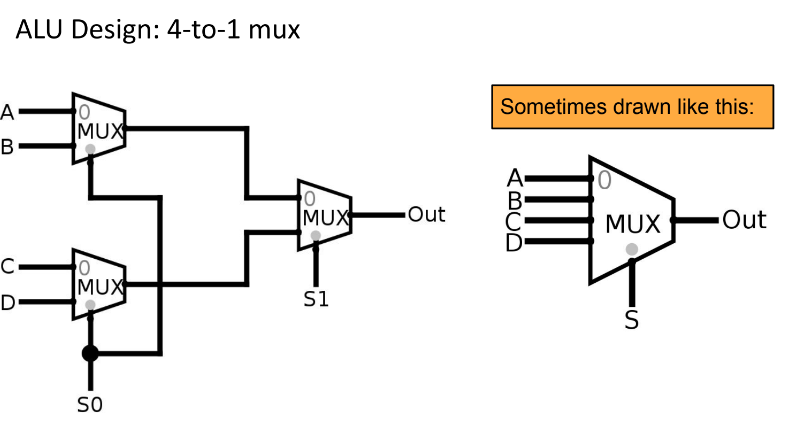 ALU Design: 4-to-1 mux
A
0
MUX
B
C
0
MUX
D
S0
0
MUX
Out
S1
Sometimes drawn like this:
A
0
B
C
MUX
Out
D
S